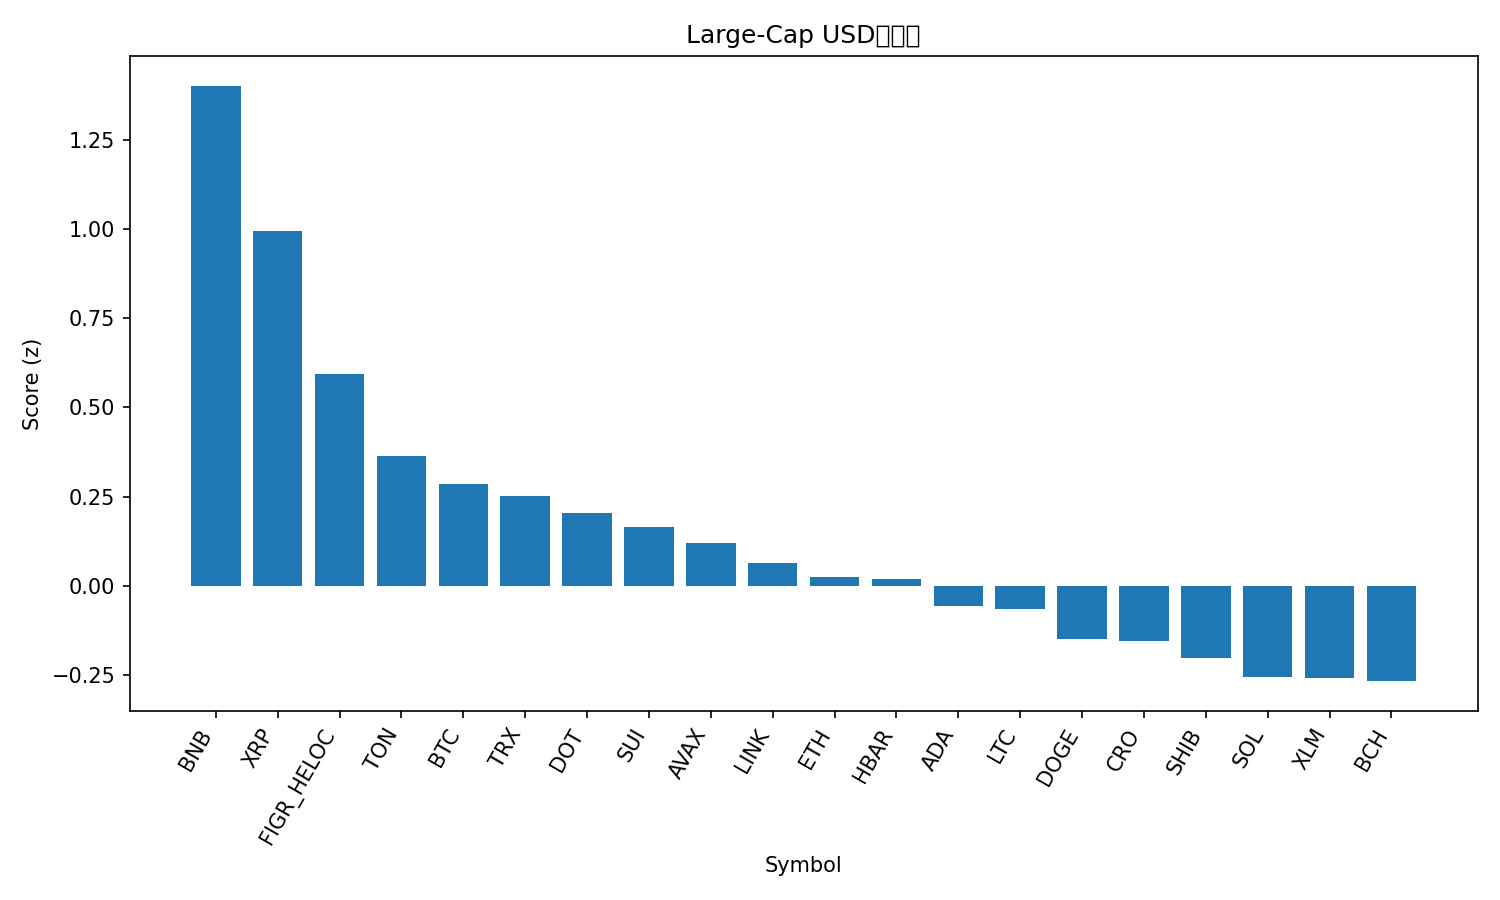 Large-Cap USD
Score (z)
1.25
1.00
0.75
0.50
0.25
0.00
−0.25
BNB
XRP
FIGR_HELOC
TON
BTC
TRX
DOT
SUI
AVAX
LINK
ETH
HBAR
ADA
LTC
DOGE
CRO
SHIB
SOL
XLM
BCH
Symbol